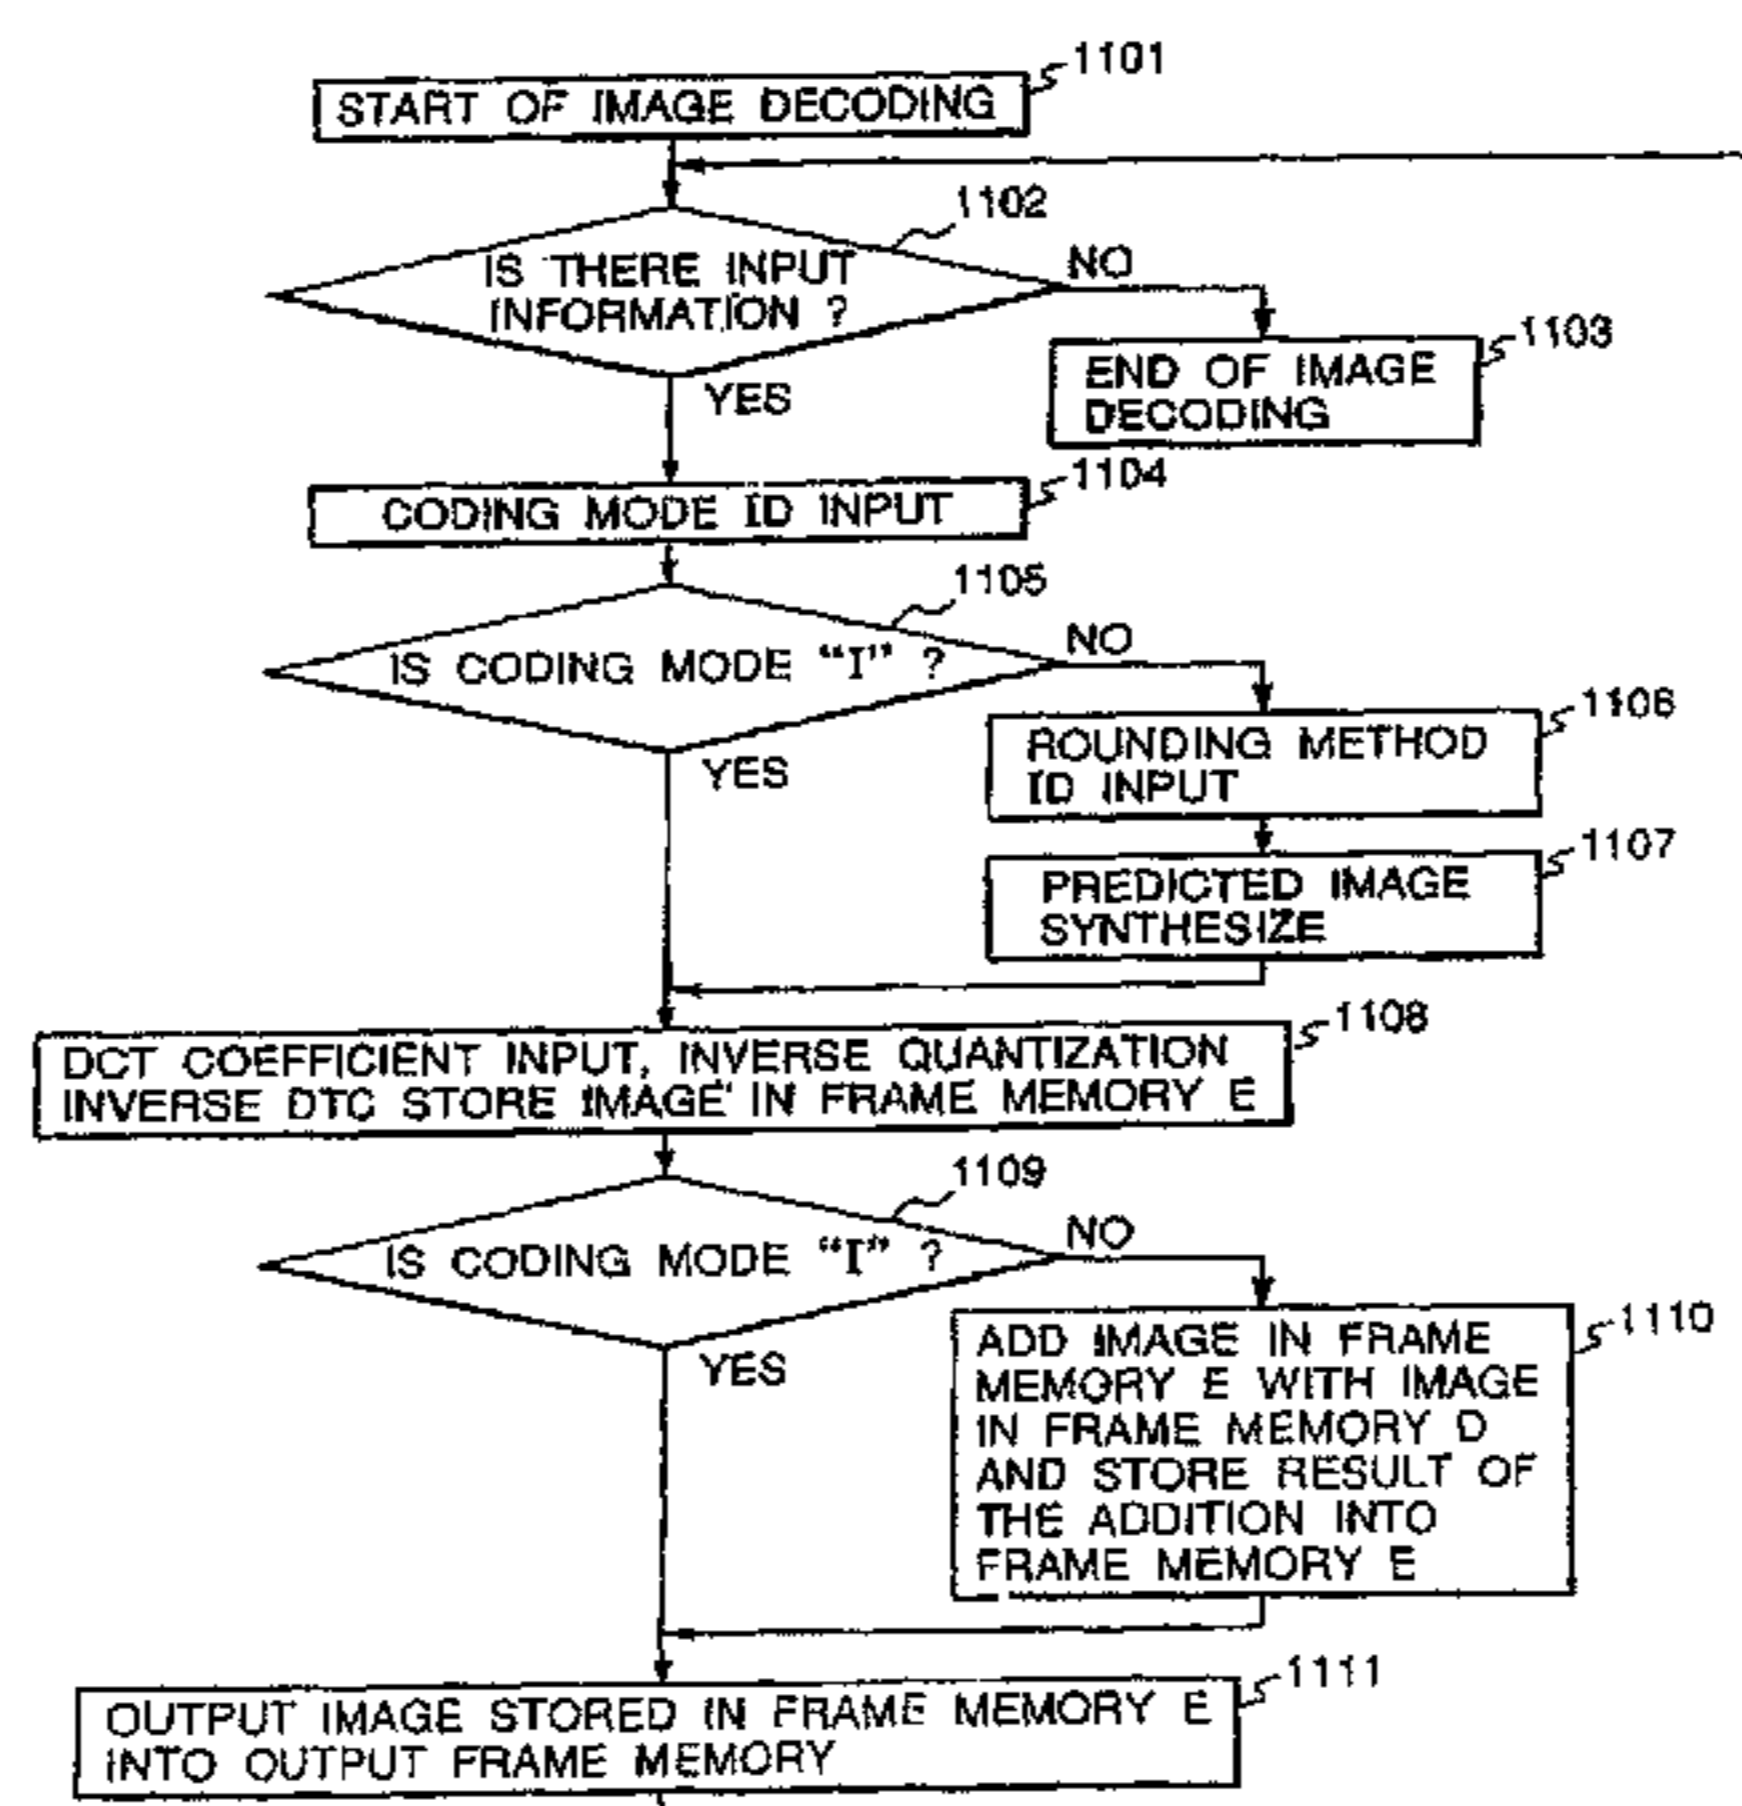 1101
START OF IMAGE DECODING
1102
IS THERE INPUT
INFORMATION ?
NO
1103
END OF IMAGE
DECODING
YES
1104
CODING MODE ID INPUT
1105
IS CODING MODE “I” ?
NO
1106
ROUNDING METHOD
ID INPUT
YES
1107
PREDICTED IMAGE
SYNTHESIZE
1108
DCT COEFFICIENT INPUT, INVERSE QUANTIZATION
INVERSE DTC STORE IMAGE IN FRAME MEMORY E
1109
IS CODING MODE “I” ?
NO
1110
ADD IMAGE IN FRAME
MEMORY E WITH IMAGE
IN FRAME MEMORY D
AND STORE RESULT OF
THE ADDITION INTO
FRAME MEMORY E
YES
1111
OUTPUT IMAGE STORED IN FRAME MEMORY E
INTO OUTPUT FRAME MEMORY